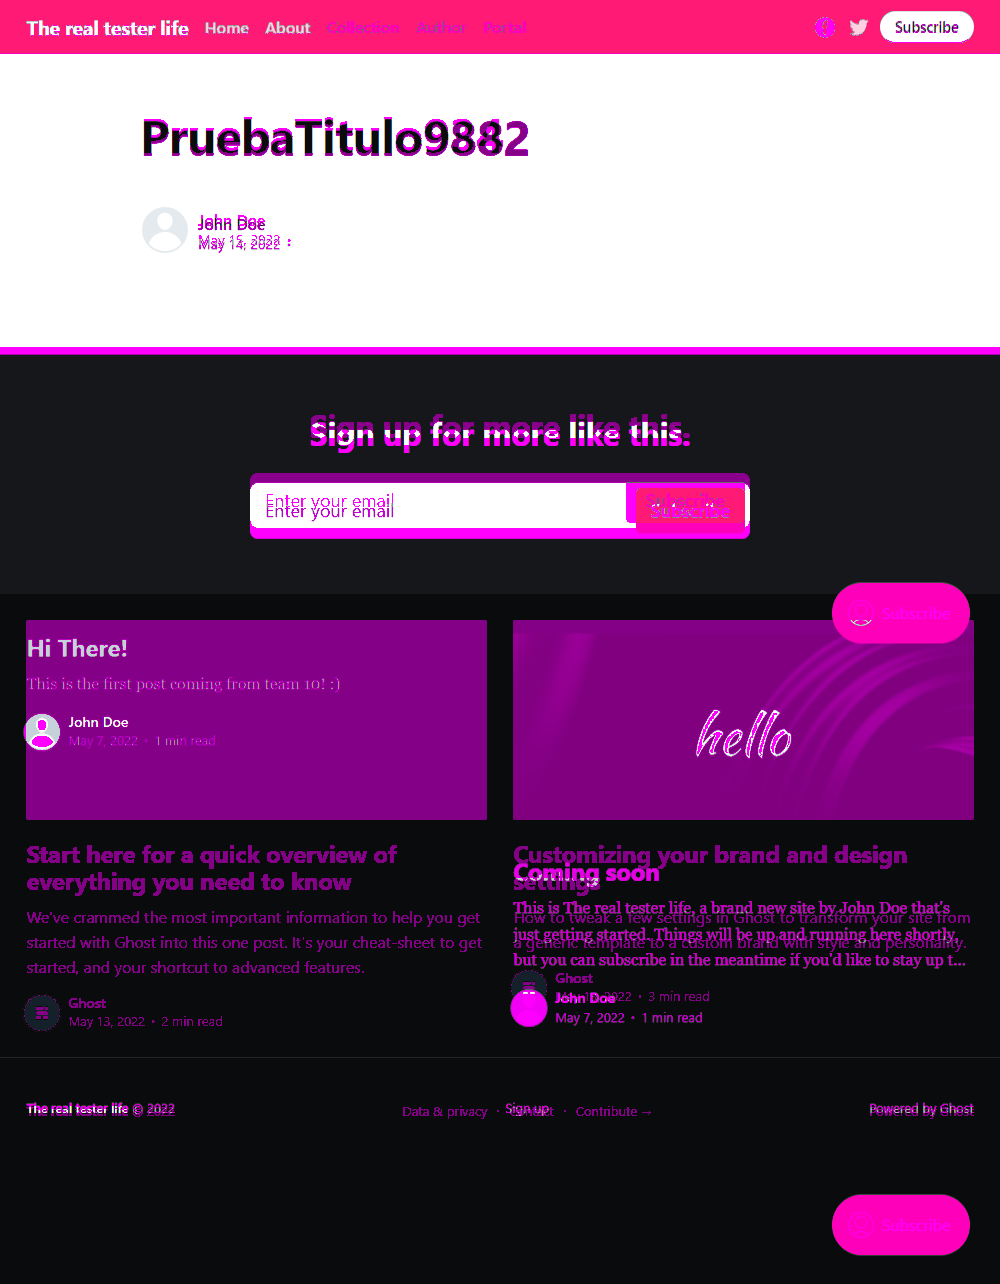 The real tester life Home About Collection Author Portal Subscribe
PruebaTitulo9882
John Doe
John Doe
May 15, 2022
May 14, 2022 •
Sign up for more like this.
Enter your email Subscribe
Enter your email Subscribe
Subscribe
Hi There!
This is the first post coming from team 10! :)
John Doe
May 7, 2022 • 1 min read
hello
Start here for a quick overview of
everything you need to know
We've crammed the most important information to help you get
started with Ghost into this one post. It's your cheat-sheet to get
started, and your shortcut to advanced features.
Ghost
May 13, 2022 • 2 min read
Customizing your brand and design
settings
How to tweak a few settings in Ghost to transform your site from
a generic template to a custom brand with style and personality.
Ghost
2022 • 3 min read
Coming soon
This is The real tester life, a brand new site by John Doe that's
just getting started. Things will be up and running here shortly,
but you can subscribe in the meantime if you'd like to stay up t...
John Doe
May 7, 2022 • 1 min read
The real tester life © 2022
Data & privacy • Contact • Contribute →
Sign up
Powered by Ghost
Subscribe